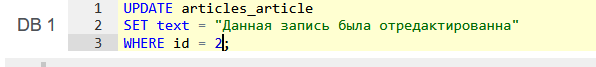 DB 1
1 UPDATE articles_article
2 SET text = "Данная запись была отредактированна"
3 WHERE id = 2;